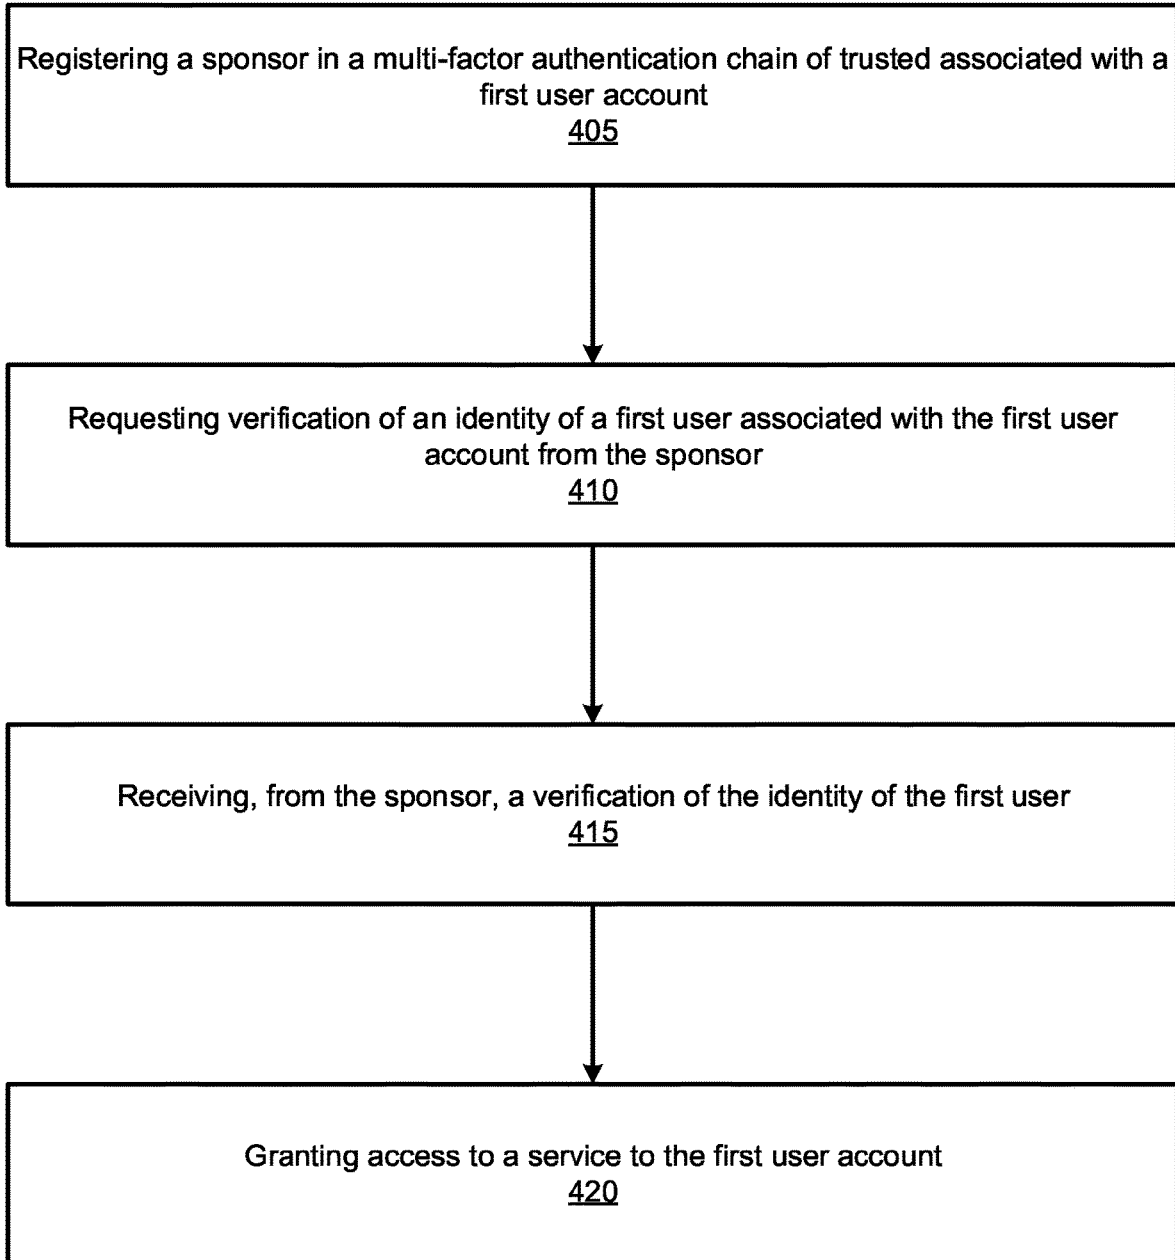 Registering a sponsor in a multi-factor authentication chain of trusted associated with a
first user account
405
Requesting verification of an identity of a first user associated with the first user
account from the sponsor
410
Receiving, from the sponsor, a verification of the identity of the first user
415
Granting access to a service to the first user account
420